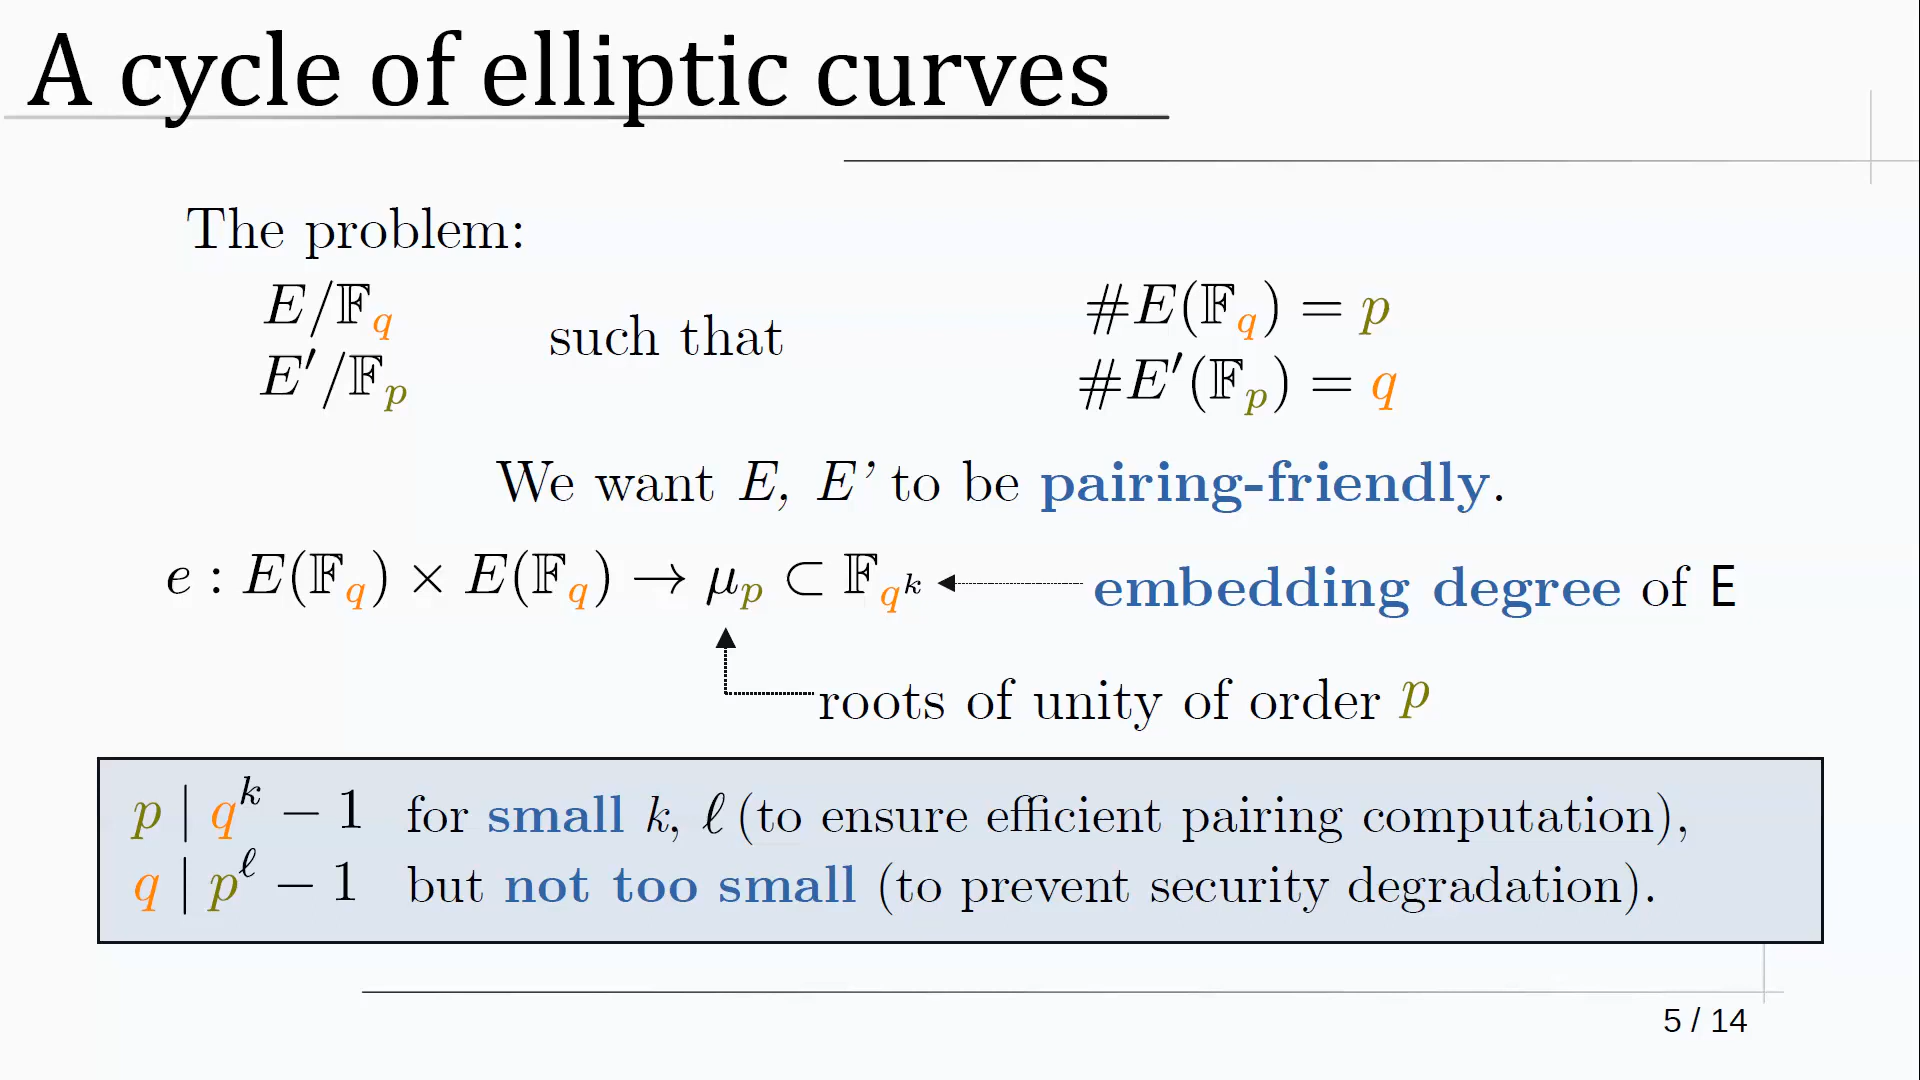 A cycle of elliptic curves
The problem:
E/𝔽_q
E′/𝔽_p
such that
#E(𝔽_q) = p
#E′(𝔽_p) = q
We want E, E' to be pairing-friendly.
e : E(𝔽_q) × E(𝔽_q) → μ_p ⊂ 𝔽_{q^k}
embedding degree of E
roots of unity of order p
p | q^k − 1 for small k, ℓ (to ensure efficient pairing computation),
q | p^ℓ − 1 but not too small (to prevent security degradation).
5 / 14